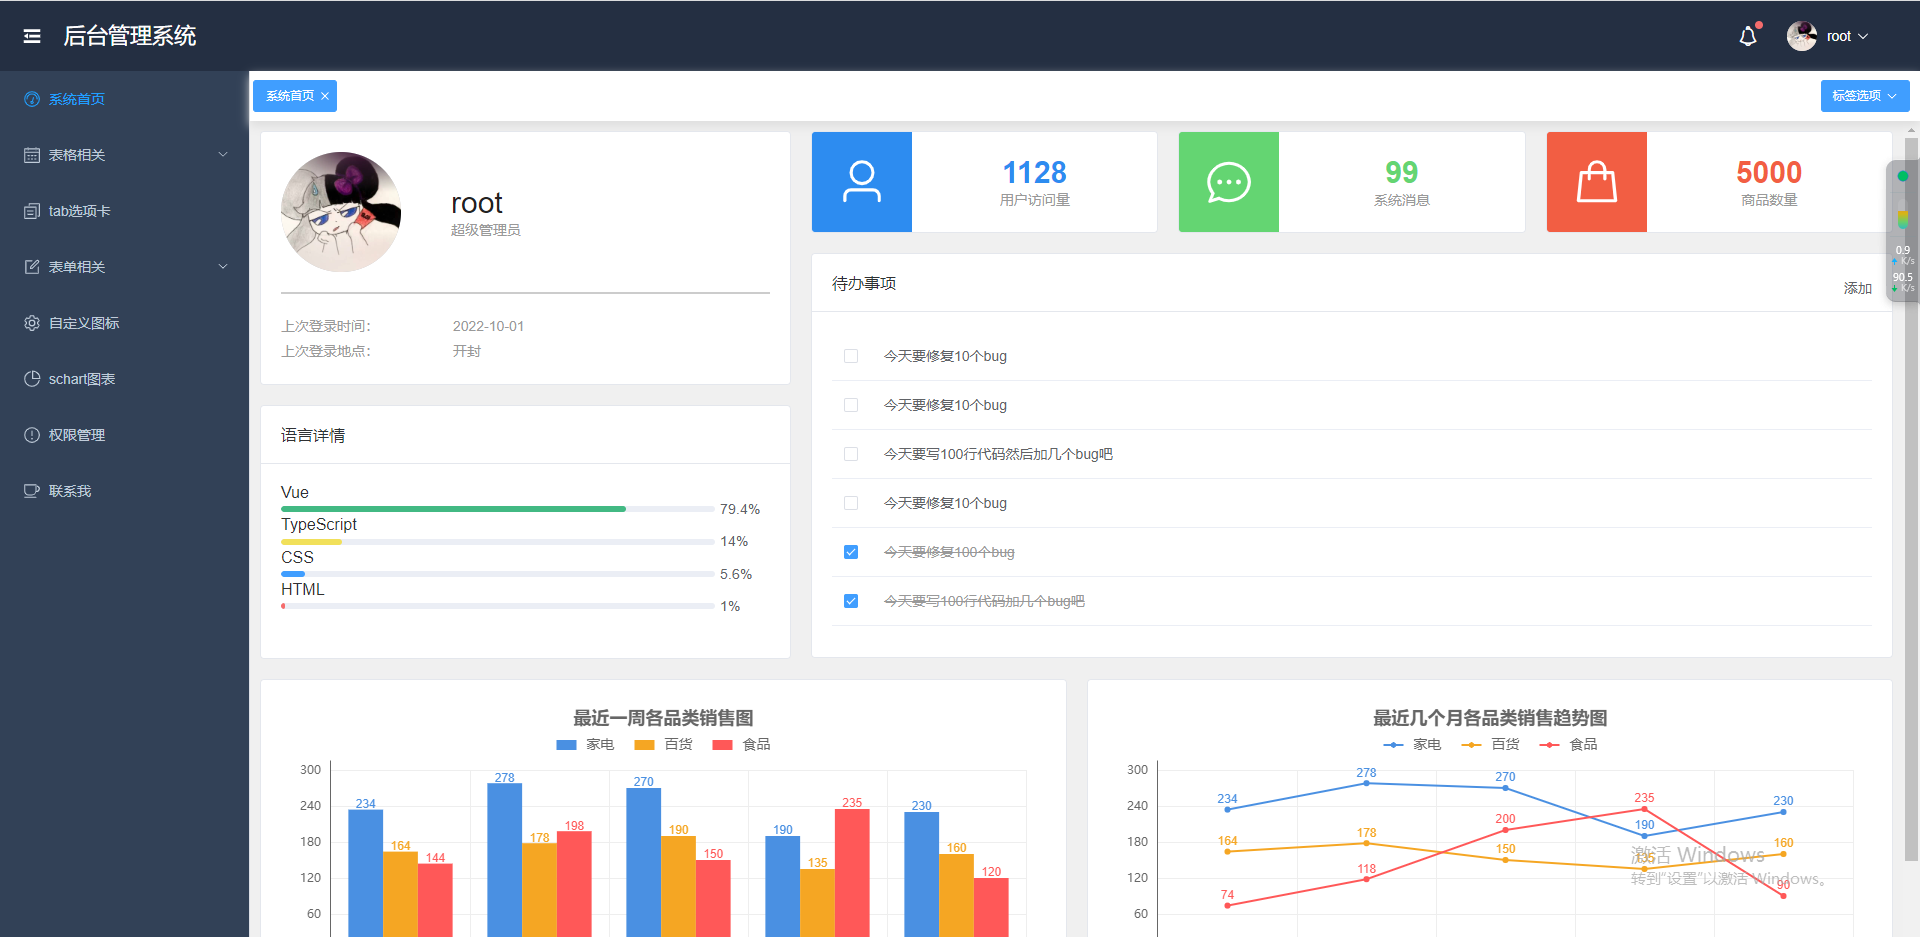 后台管理系统
root
系统首页
表格相关
tab选项卡
表单相关
自定义图标
schart图表
权限管理
联系我
系统首页
标签选项
root
超级管理员
上次登录时间：
2022-10-01
上次登录地点：
开封
1128
用户访问量
99
系统消息
5000
商品数量
0.9
K/s
90.5
K/s
语言详情
Vue
79.4%
TypeScript
14%
CSS
5.6%
HTML
1%
待办事项
添加
今天要修复10个bug
今天要修复10个bug
今天要写100行代码然后加几个bug吧
今天要修复10个bug
今天要修复100个bug
今天要写100行代码加几个bug吧
最近一周各品类销售图
家电 百货 食品
300
240
180
120
60
234 164 144
278 178 198
270 190 150
190 135 235
230 160 120
最近几个月各品类销售趋势图
家电 百货 食品
300
240
180
120
60
234 278 270 190 230
164 178 150 135 160
74 118 200 235 90
激活 Windows
转到"设置"以激活 Windows。